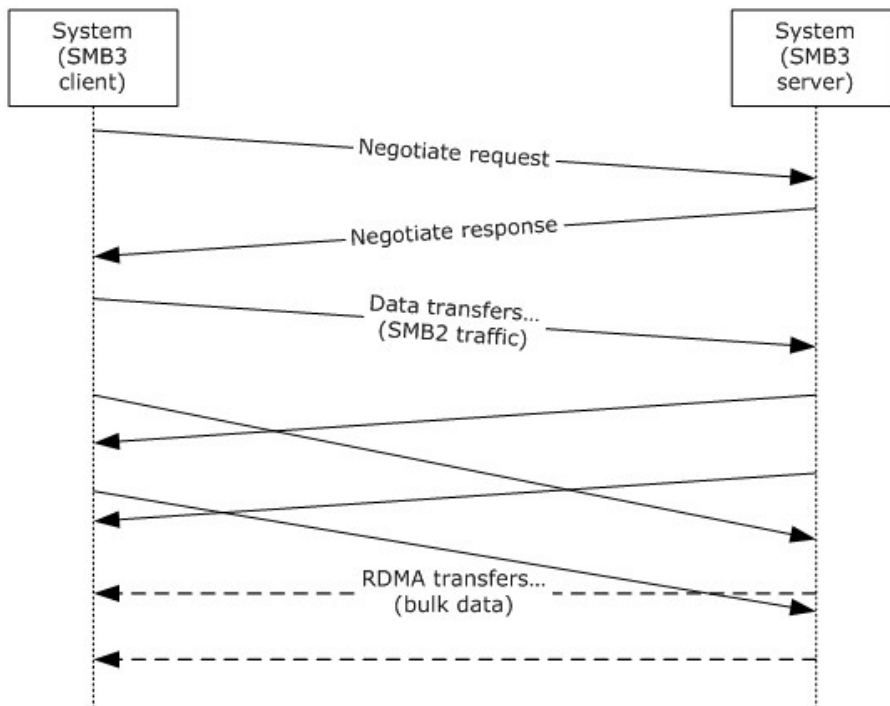 System
(SMB3
client)
System
(SMB3
server)
Negotiate request
Negotiate response
Data transfers...
(SMB2 traffic)
RDMA transfers...
(bulk data)